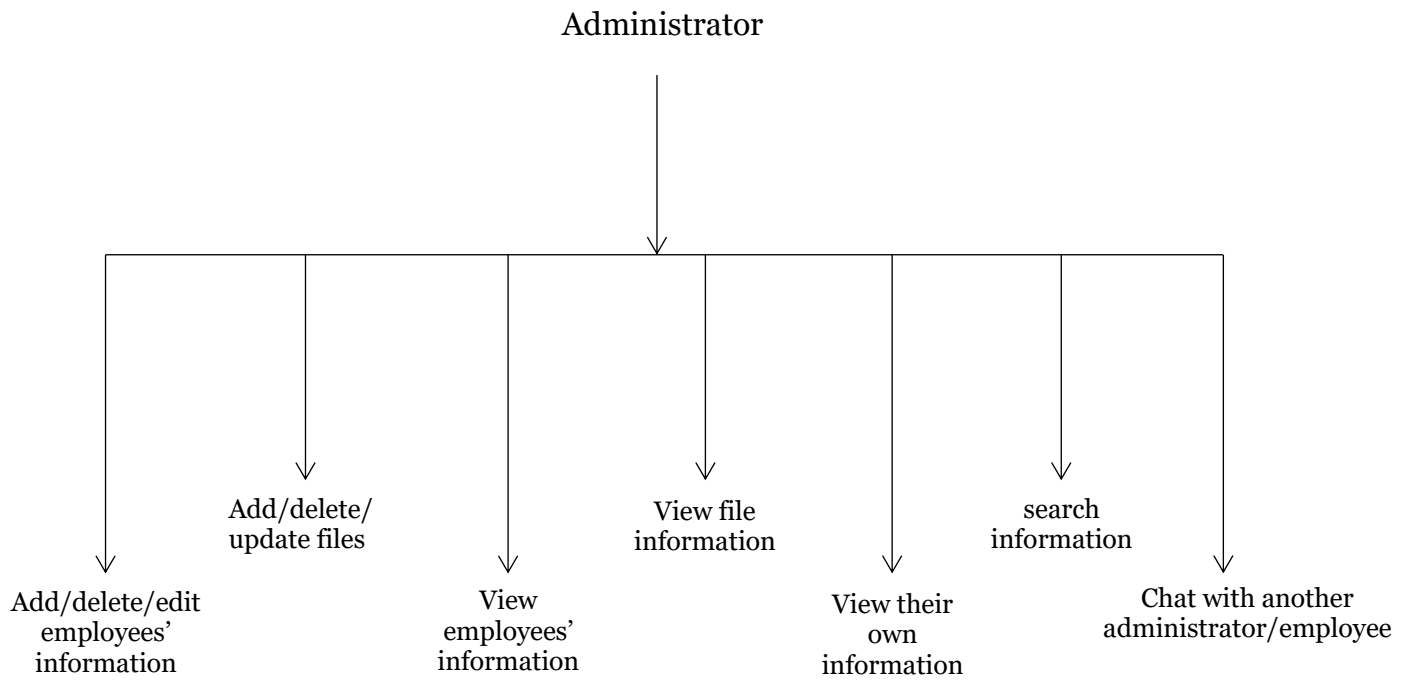 Administrator
Add/delete/edit
employees’
information
Add/delete/
update files
View
employees’
information
View file
information
View their
own
information
search
information
Chat with another
administrator/employee